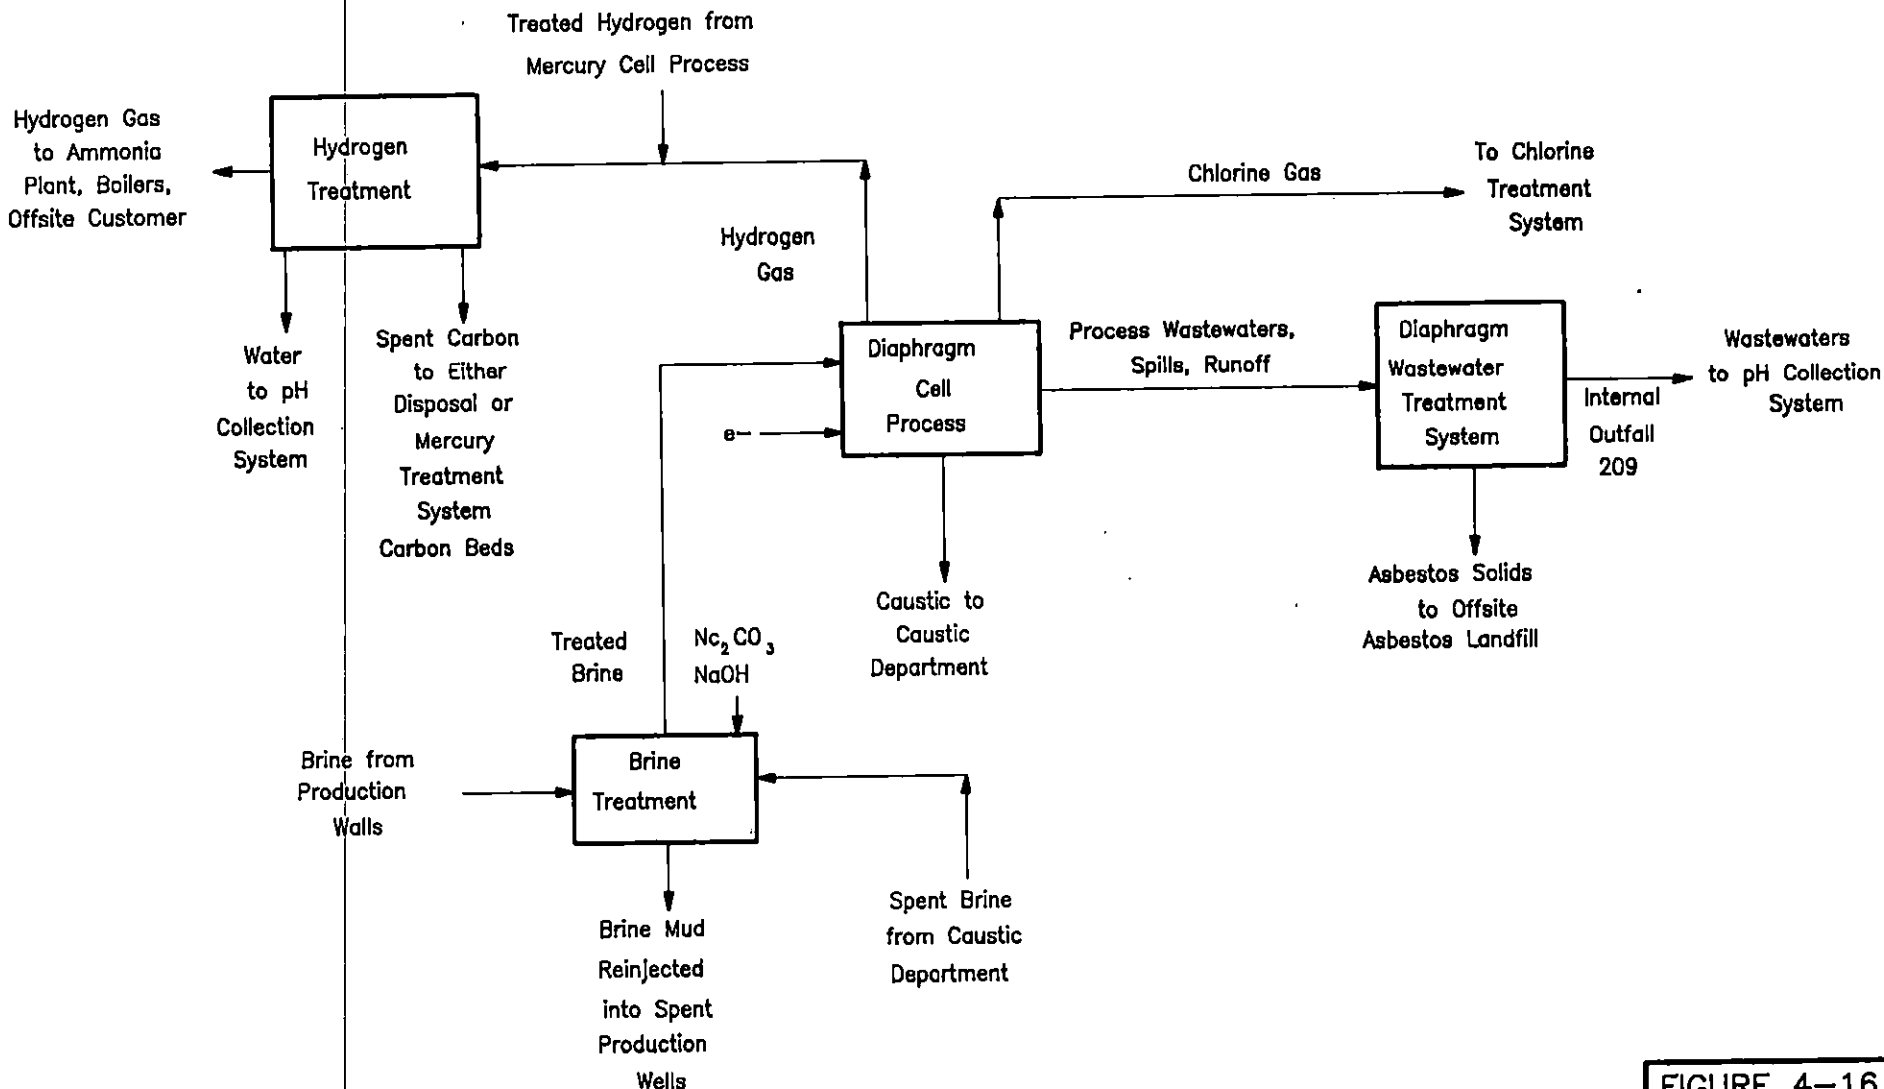 Treated Hydrogen from
Mercury Cell Process
Hydrogen Gas
to Ammonia
Plant, Boilers,
Offsite Customer
Hydrogen
Treatment
Water
to pH
Collection
System
Spent Carbon
to Either
Disposal or
Mercury
Treatment
System
Carbon Beds
Hydrogen
Gas
Chlorine Gas
To Chlorine
Treatment
System
Diaphragm
Cell
Process
e-
Process Wastewaters,
Spills, Runoff
Diaphragm
Wastewater
Treatment
System
Internal
Outfall
209
Wastewaters
to pH Collection
System
Asbestos Solids
to Offsite
Asbestos Landfill
Caustic to
Caustic
Department
Treated
Brine
Nc₂CO₃
NaOH
Brine from
Production
Walls
Brine
Treatment
Spent Brine
from Caustic
Department
Brine Mud
Reinjected
into Spent
Production
Wells
FIGURE 4-16